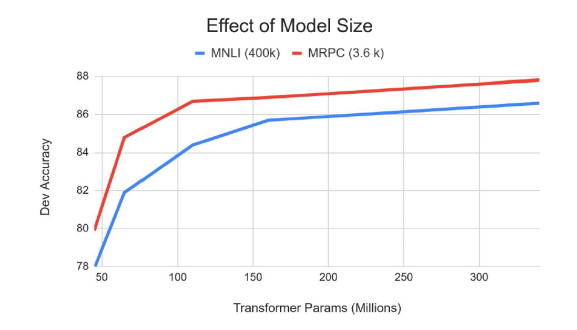 Effect of Model Size
MNLI (400k) MRPC (3.6 k)
88
86
84
82
80
78
Dev Accuracy
50 100 150 200 250 300
Transformer Params (Millions)